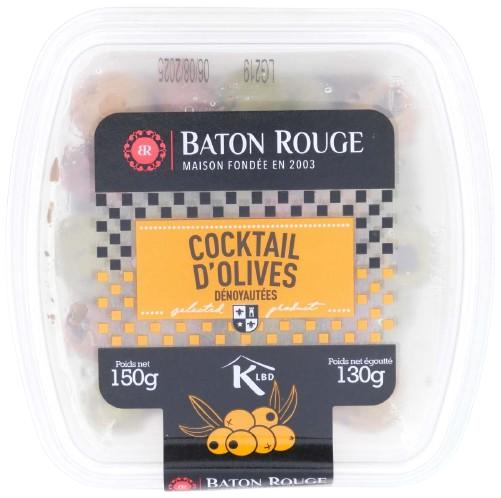 06/08/2025
LG219
BR
BATON ROUGE
MAISON FONDÉE EN 2003
COCKTAIL
D'OLIVES
DÉNOYAUTÉES
selected product
Poids net
150g
K LBD
Poids net égoutté
130g
BR BATON ROUGE